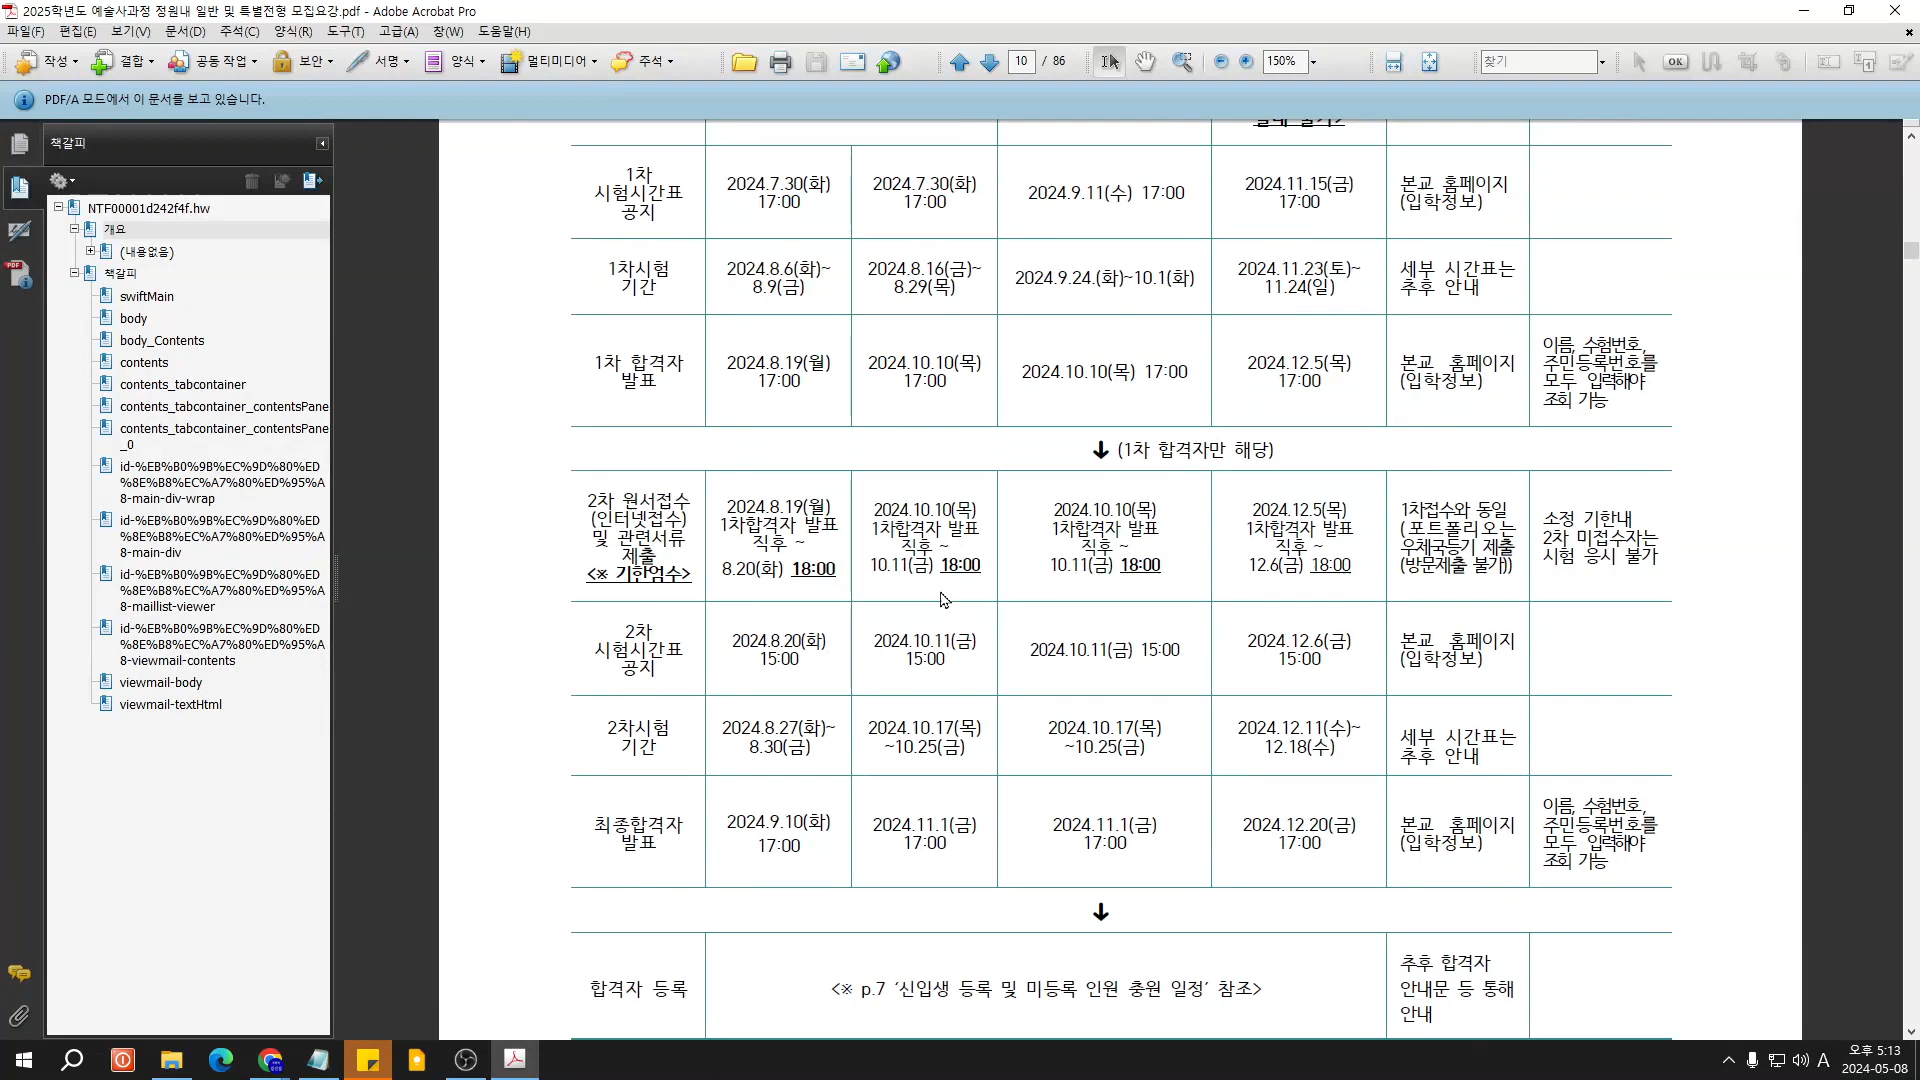 2025학년도 예술사과정 정원내 일반 및 특별전형 모집요강.pdf - Adobe Acrobat Pro
파일(F) 편집(E) 보기(V) 문서(D) 주석(C) 양식(R) 도구(T) 고급(A) 창(W) 도움말(H)
작성 결합 공동 작업 보안 서명 양식 멀티미디어 주석 10 / 86 150% 찾기 OK
PDF/A 모드에서 이 문서를 보고 있습니다.
책갈피
NTF00001d242f4f.hw
개요
(내용없음)
책갈피
swiftMain
body
body_Contents
contents
contents_tabcontainer
contents_tabcontainer_contentsPane
contents_tabcontainer_contentsPane
_0
id-%EB%B0%9B%EC%9D%80%ED
%8E%B8%EC%A7%80%ED%95%A
8-main-div-wrap
id-%EB%B0%9B%EC%9D%80%ED
%8E%B8%EC%A7%80%ED%95%A
8-main-div
id-%EB%B0%9B%EC%9D%80%ED
%8E%B8%EC%A7%80%ED%95%A
8-maillist-viewer
id-%EB%B0%9B%EC%9D%80%ED
%8E%B8%EC%A7%80%ED%95%A
8-viewmail-contents
viewmail-body
viewmail-textHtml
1차
시험시간표
공지
2024.7.30(화)
17:00
2024.7.30(화)
17:00
2024.9.11(수) 17:00
2024.11.15(금)
17:00
본교 홈페이지
(입학정보)
1차시험
기간
2024.8.6(화)~
8.9(금)
2024.8.16(금)~
8.29(목)
2024.9.24.(화)~10.1(화)
2024.11.23(토)~
11.24(일)
세부 시간표는
추후 안내
1차 합격자
발표
2024.8.19(월)
17:00
2024.10.10(목)
17:00
2024.10.10(목) 17:00
2024.12.5(목)
17:00
본교 홈페이지
(입학정보)
이름, 수험번호,
주민등록번호를
모두 입력해야
조회 가능
↓ (1차 합격자만 해당)
2차 원서접수
(인터넷접수)
및 관련서류
제출
<※ 기한엄수>
2024.8.19(월)
1차합격자 발표
직후 ~
8.20(화) 18:00
2024.10.10(목)
1차합격자 발표
직후 ~
10.11(금) 18:00
2024.10.10(목)
1차합격자 발표
직후 ~
10.11(금) 18:00
2024.12.5(목)
1차합격자 발표
직후 ~
12.6(금) 18:00
1차접수와 동일
(포트폴리오는
우체국등기 제출
(방문제출 불가))
소정 기한내
2차 미접수자는
시험 응시 불가
2차
시험시간표
공지
2024.8.20(화)
15:00
2024.10.11(금)
15:00
2024.10.11(금) 15:00
2024.12.6(금)
15:00
본교 홈페이지
(입학정보)
2차시험
기간
2024.8.27(화)~
8.30(금)
2024.10.17(목)
~10.25(금)
2024.10.17(목)
~10.25(금)
2024.12.11(수)~
12.18(수)
세부 시간표는
추후 안내
최종합격자
발표
2024.9.10(화)
17:00
2024.11.1(금)
17:00
2024.11.1(금)
17:00
2024.12.20(금)
17:00
본교 홈페이지
(입학정보)
이름, 수험번호,
주민등록번호를
모두 입력해야
조회 가능
↓
합격자 등록
<※ p.7 '신입생 등록 및 미등록 인원 충원 일정' 참조>
추후 합격자
안내문 등 통해
안내
A
오후 5:13
2024-05-08